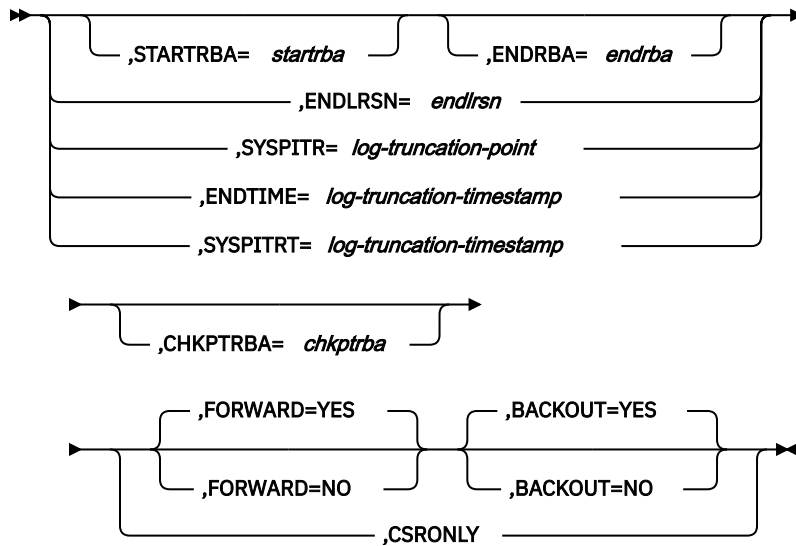 ,STARTRBA= startrba ,ENDRBA= endrba
,ENDLRSN= endlrsn
,SYSPITR= log-truncation-point
,ENDTIME= log-truncation-timestamp
,SYSPITRT= log-truncation-timestamp
,CHKPTRBA= chkptrba
,FORWARD=YES ,BACKOUT=YES
,FORWARD=NO ,BACKOUT=NO
,CSRONLY